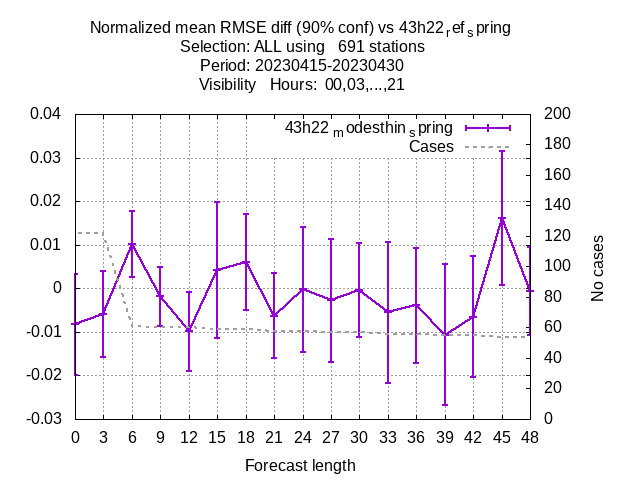 Normalized mean RMSE diff (90% conf) vs 43h22refspring
Selection: ALL using 691 stations
Period: 20230415-20230430
Visibility Hours: 00,03,...,21
43h22 modesthinspring
Cases
0.04
0.03
0.02
0.01
0
-0.01
-0.02
-0.03
200
180
160
140
120
100
80
60
40
20
0
No cases
0 3 6 9 12 15 18 21 24 27 30 33 36 39 42 45 48
Forecast length